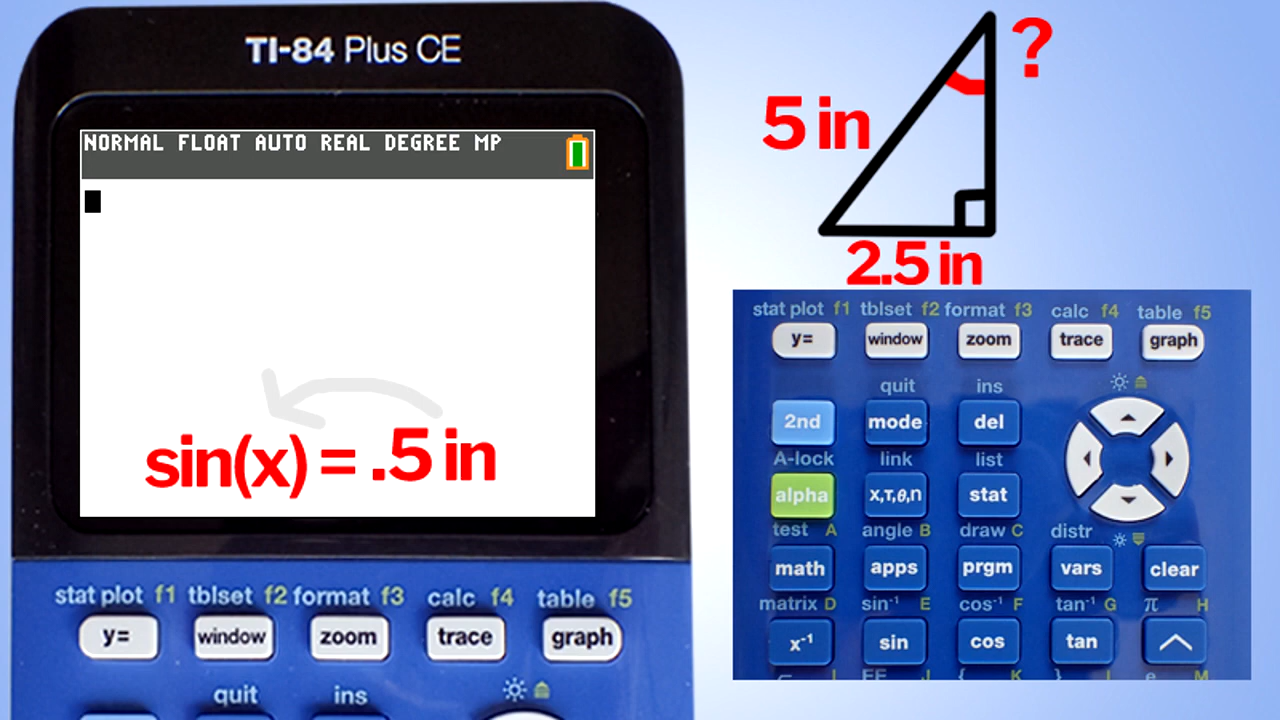 TI-84 Plus CE
NORMAL FLOAT AUTO REAL DEGREE MP
sin(x) = .5 in
stat plot f1 tblset f2 format f3 calc f4 table f5
y= window zoom trace graph
quit ins
?
5 in
2.5 in
stat plot f1 tblset f2 format f3 calc f4 table f5
y= window zoom trace graph
quit ins
2nd mode del
A-lock link list
alpha X,T,θ,n stat
test A angle B draw C distr
math apps prgm vars clear
matrix D sin⁻¹ E cos⁻¹ F tan⁻¹ G π H
x⁻¹ sin cos tan ^